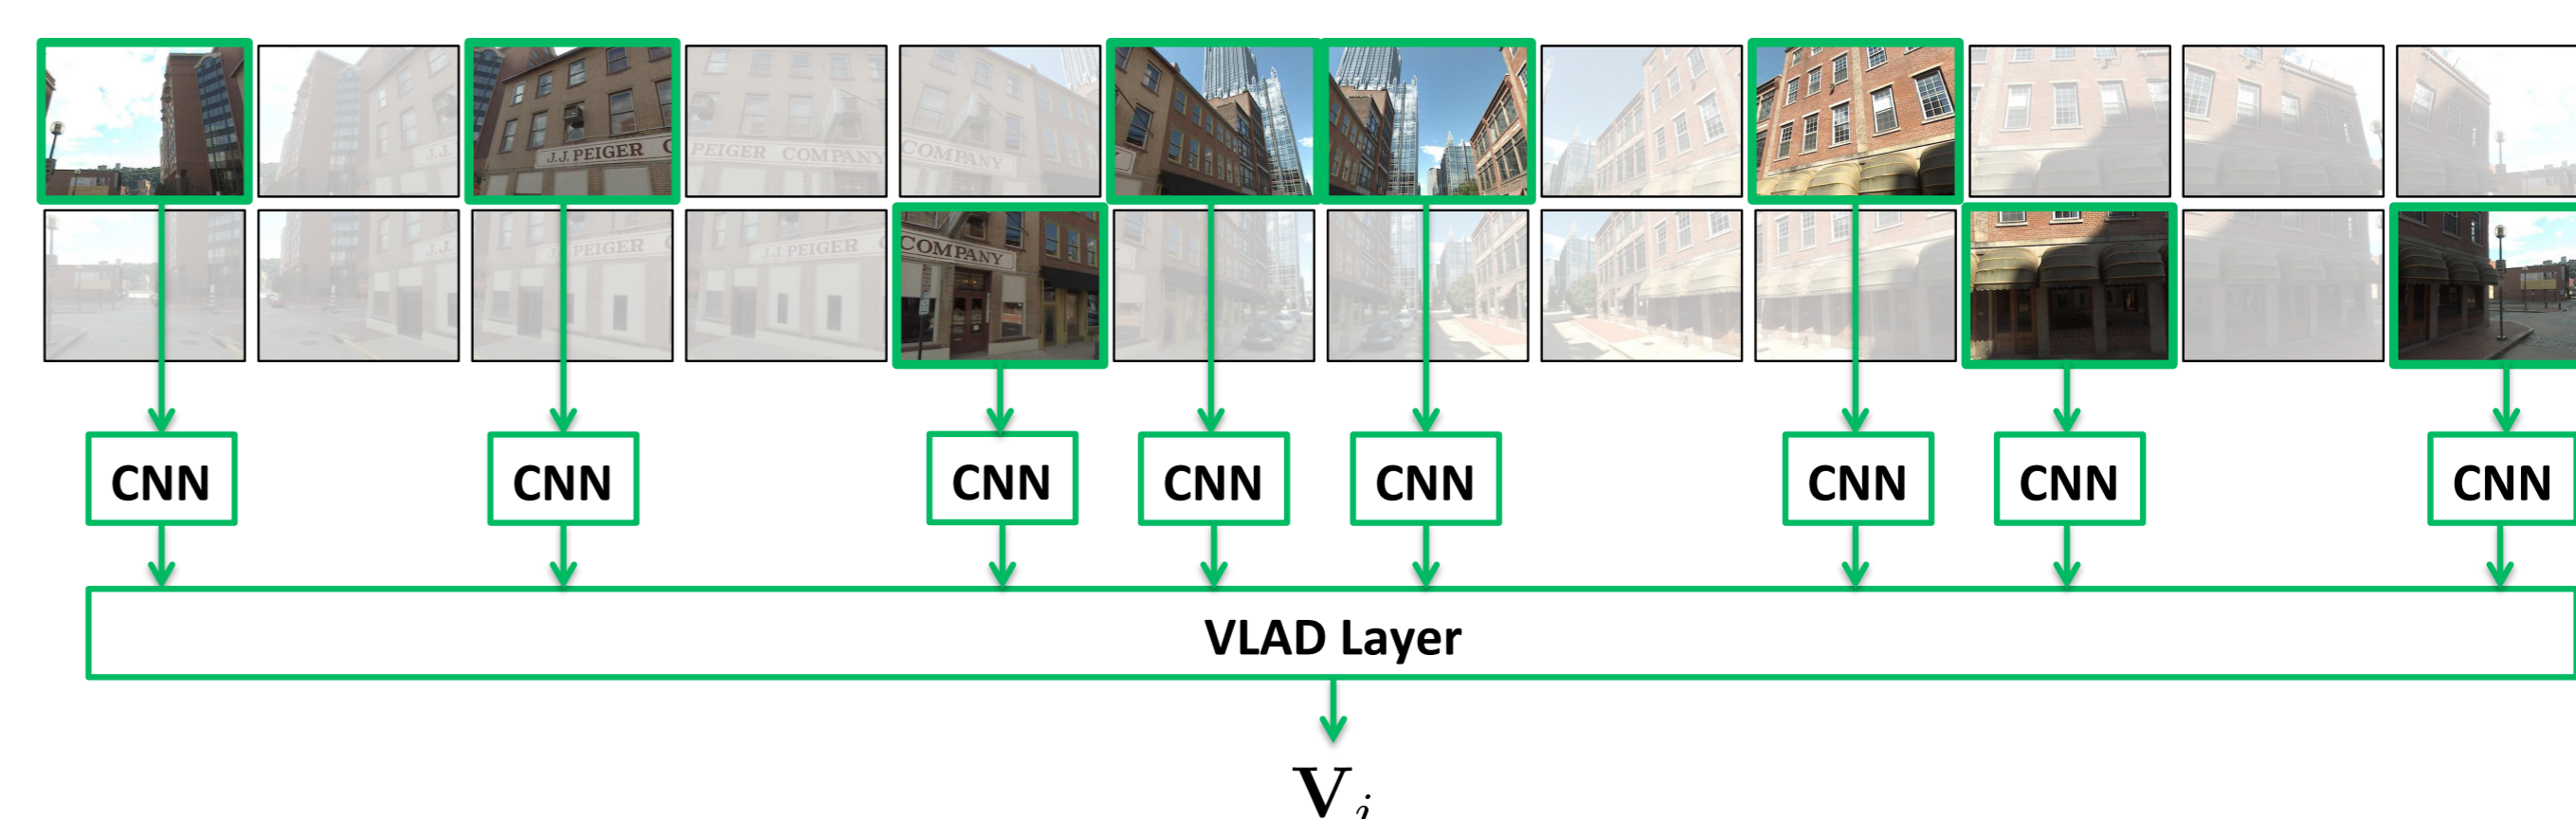 J.J.
J.J. PEIGER C
PEIGER COMPANY
COMPANY
J.J.
PEIGER
J.J. PEIGER C
COMPANY
CNN CNN CNN CNN CNN CNN CNN CNN
VLAD Layer
V